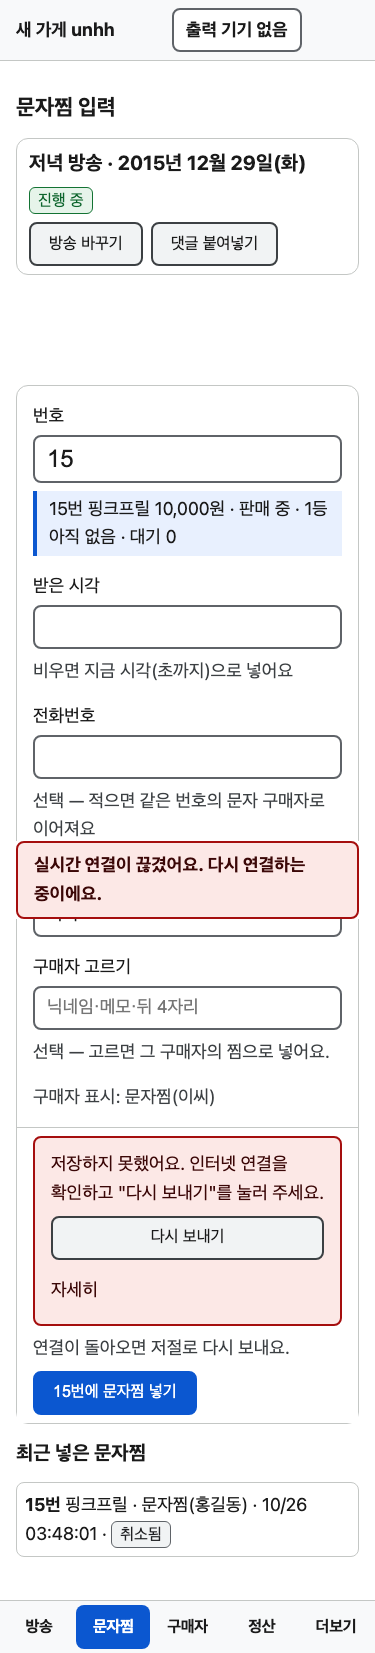 새 가게 unhh
출력 기기 없음
문자찜 입력
저녁 방송 · 2015년 12월 29일(화)
진행 중
방송 바꾸기
댓글 붙여넣기
번호
15
15번 핑크프릴 10,000원 · 판매 중 · 1등
아직 없음 · 대기 0
받은 시각
비우면 지금 시각(초까지)으로 넣어요
전화번호
선택 — 적으면 같은 번호의 문자 구매자로
이어져요
실시간 연결이 끊겼어요. 다시 연결하는
중이에요.
구매자 고르기
닉네임·메모·뒤 4자리
선택 — 고르면 그 구매자의 찜으로 넣어요.
구매자 표시: 문자찜(이씨)
저장하지 못했어요. 인터넷 연결을
확인하고 "다시 보내기"를 눌러 주세요.
다시 보내기
자세히
연결이 돌아오면 저절로 다시 보내요.
15번에 문자찜 넣기
최근 넣은 문자찜
15번 핑크프릴 · 문자찜(홍길동) · 10/26
03:48:01 · 취소됨
방송
문자찜
구매자
정산
더보기